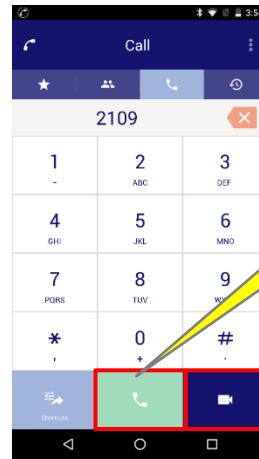 3:5
Call
2109
1 2 3
- ABC DEF
4 5 6
GHI JKL MNO
7 8 9
PQRS TUV
* 0 #
, + .
Shortcuts